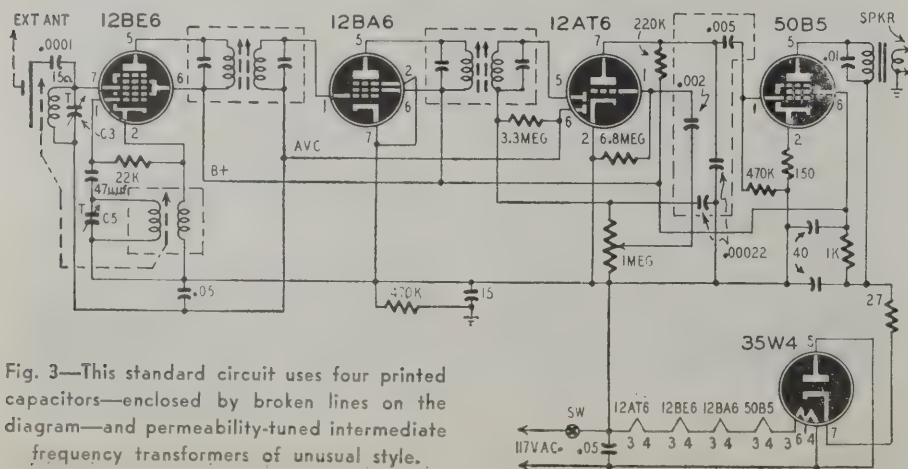 EXT ANT
12BE6
12BA6
12AT6
50B5
SPKR
.0001
220K
.005
.01
5
5
7
5
7
6
1
2
6
1
6
7
5
6
2
2
1
6
2
T
C3
.002
3.3MEG
6.8MEG
470K
150
22K
B+
AVC
47μμf
T
C5
.00022
40
1K
1MEG
.05
470K
.15
27
35W4
5
SW
12AT6
12BE6
12BA6
50B5
3 4
3 4
3 4
3 4
3
6
4
7
117VAC
.05
Fig. 3—This standard circuit uses four printed
capacitors—enclosed by broken lines on the
diagram—and permeability-tuned intermediate
frequency transformers of unusual style.